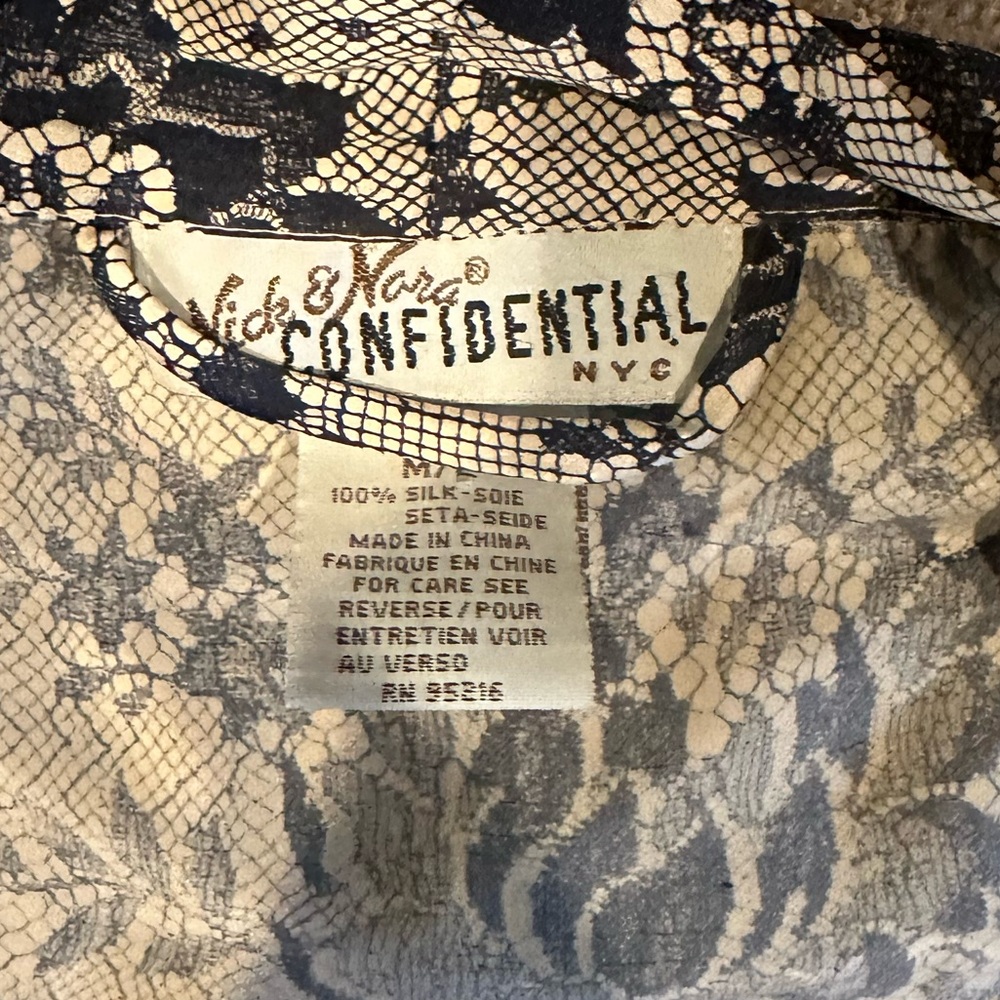 Nick & Nora®
CONFIDENTIAL
NYC
M/L
100% SILK-SOIE
SETA-SEIDE
MADE IN CHINA
FABRIQUE EN CHINE
FOR CARE SEE
REVERSE/POUR
ENTRETIEN VOIR
AU VERSO
RN 95216